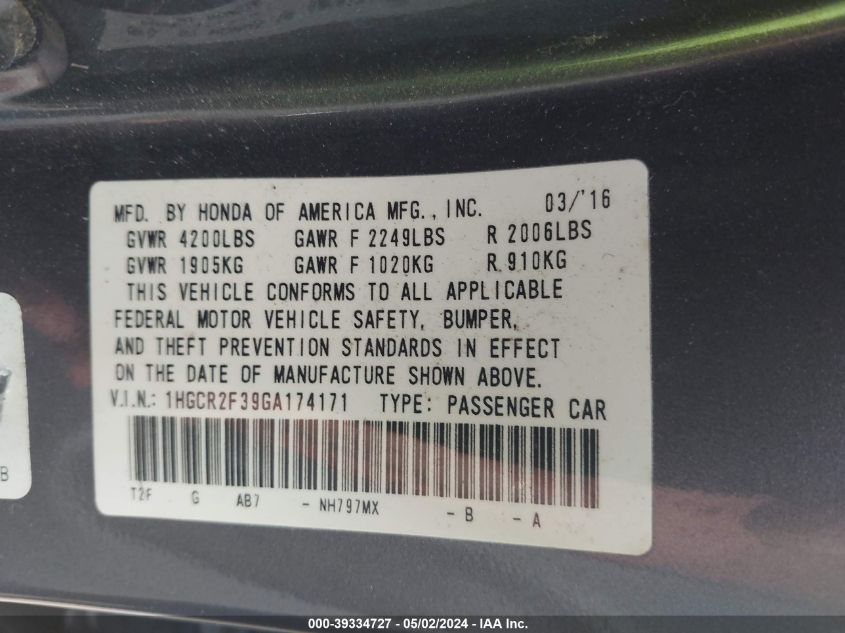 MFD. BY HONDA OF AMERICA MFG., INC. 03/'16
GVWR 4200LBS GAWR F 2249LBS R 2006LBS
GVWR 1905KG GAWR F 1020KG R 910KG
THIS VEHICLE CONFORMS TO ALL APPLICABLE
FEDERAL MOTOR VEHICLE SAFETY, BUMPER,
AND THEFT PREVENTION STANDARDS IN EFFECT
ON THE DATE OF MANUFACTURE SHOWN ABOVE.
V.I.N.: 1HGCR2F39GA174171 TYPE: PASSENGER CAR
T2F G AB7 - NH797MX - B - A
B
000-39334727 - 05/02/2024 - IAA Inc.